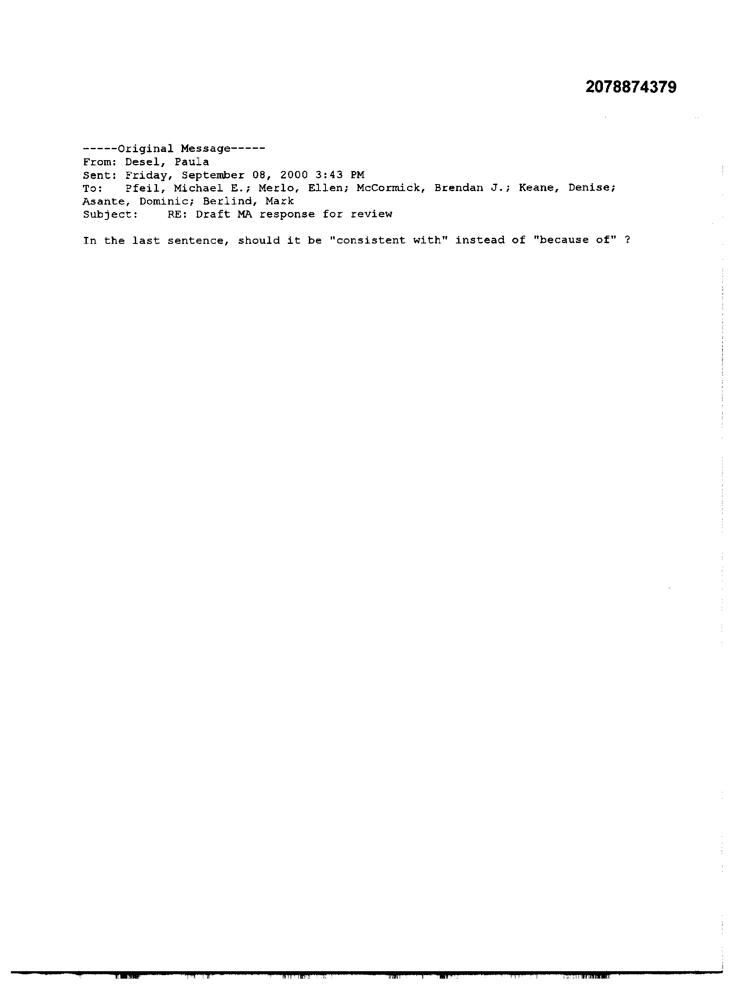 2078874379
-----Original Message-----
From: Desel, Paula
Sent: Friday, September 08, 2000 3:43 PM
To: Pfeil, Michael E.; Merlo, Ellen; McCormick, Brendan J.; Keane, Denise;
Asante, Dominic; Berlind, Mark
Subject: RE: Draft MA response for review
In the last sentence, should it be "consistent with" instead of "because of" ?